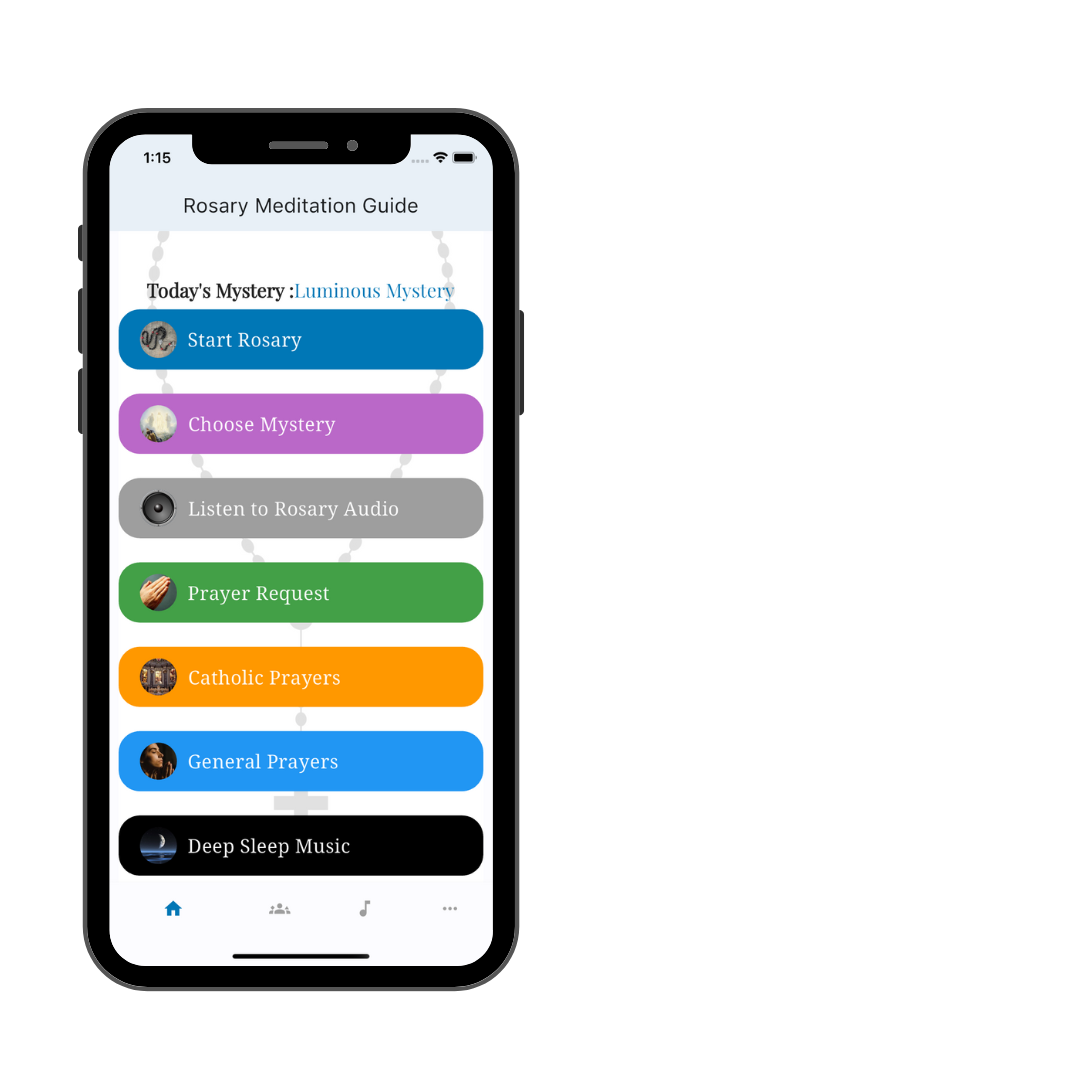 1:15
Rosary Meditation Guide
Today's Mystery :Luminous Mystery
Start Rosary
Choose Mystery
Listen to Rosary Audio
Prayer Request
Catholic Prayers
General Prayers
Deep Sleep Music